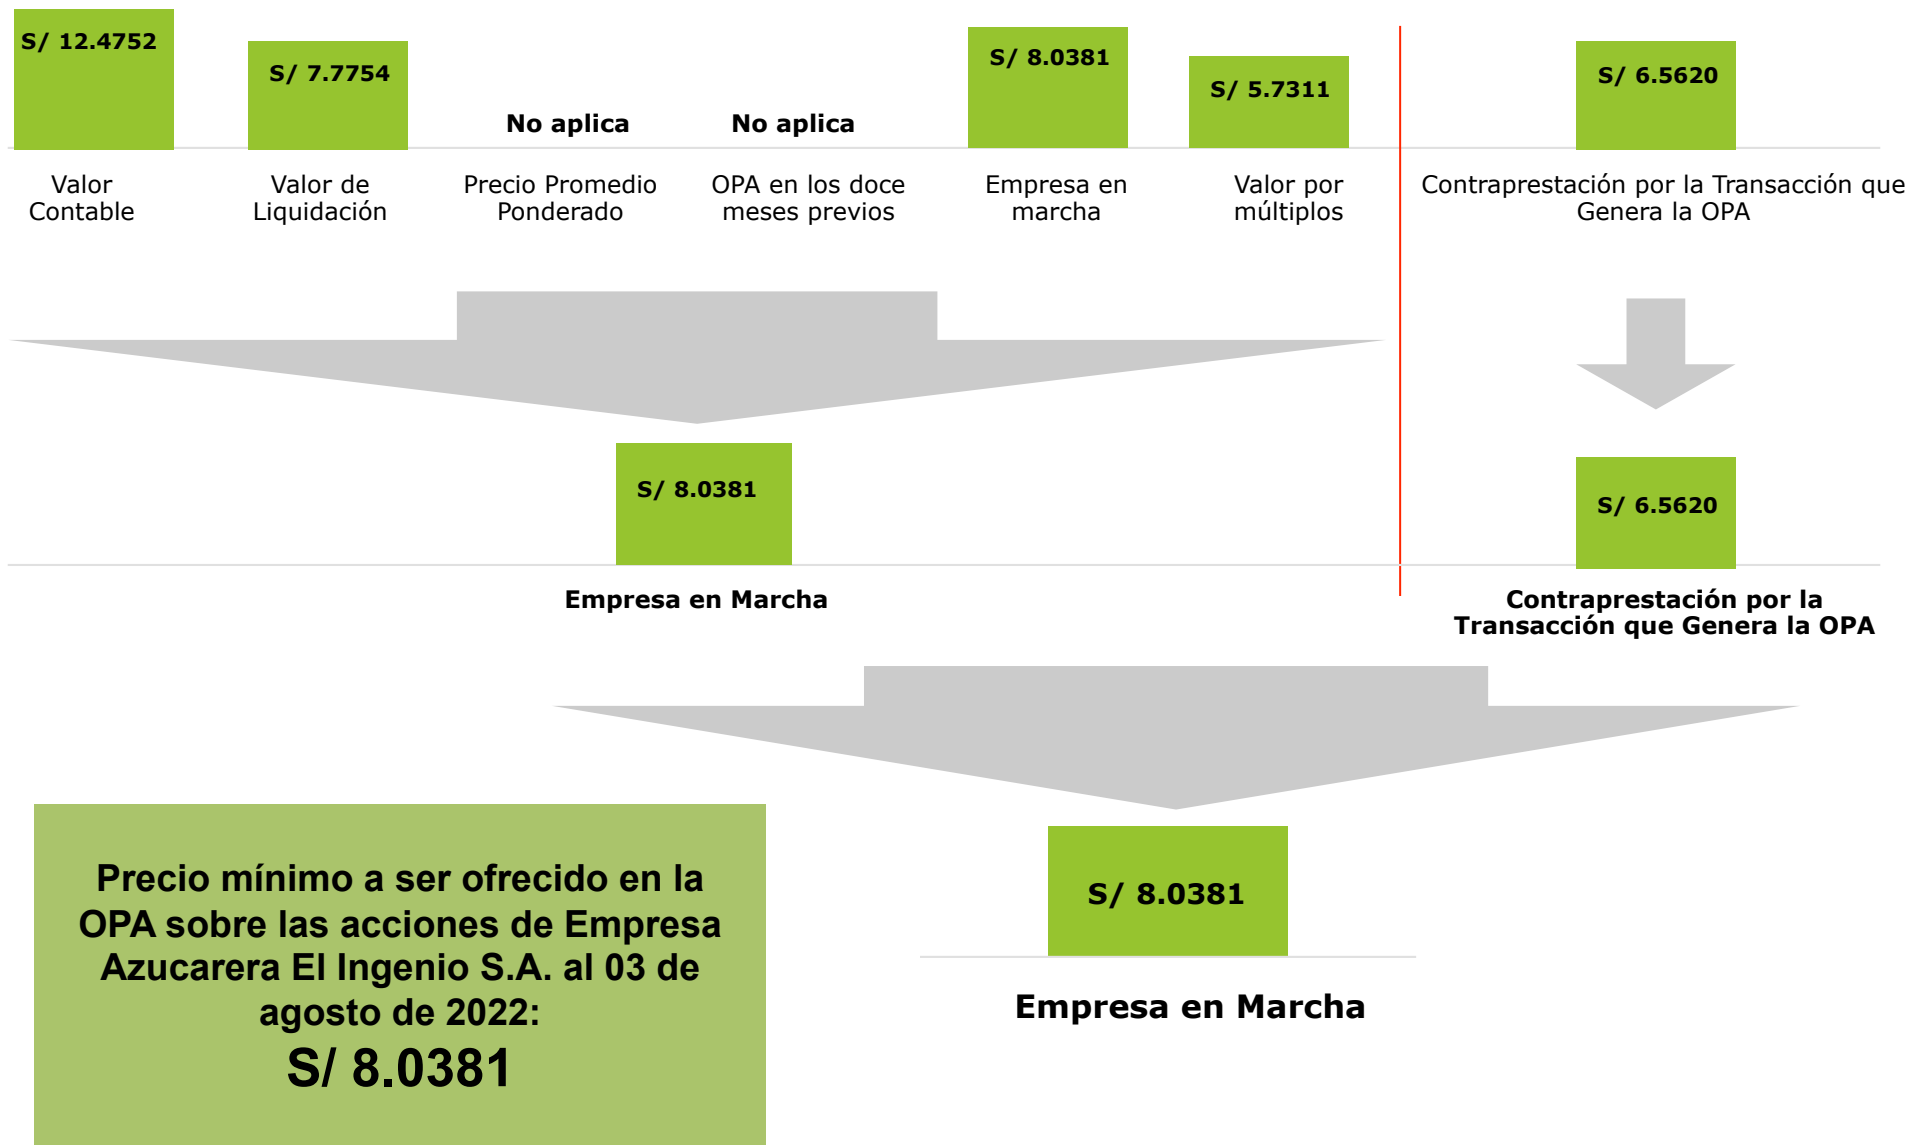 S/ 12.4752
S/ 7.7754
No aplica
No aplica
S/ 8.0381
S/ 5.7311
S/ 6.5620
Valor
Contable
Valor de
Liquidación
Precio Promedio
Ponderado
OPA en los doce
meses previos
Empresa en
marcha
Valor por
múltiplos
Contraprestación por la Transacción que
Genera la OPA
S/ 8.0381
S/ 6.5620
Empresa en Marcha
Contraprestación por la
Transacción que Genera la OPA
Precio mínimo a ser ofrecido en la
OPA sobre las acciones de Empresa
Azucarera El Ingenio S.A. al 03 de
agosto de 2022:
S/ 8.0381
S/ 8.0381
Empresa en Marcha